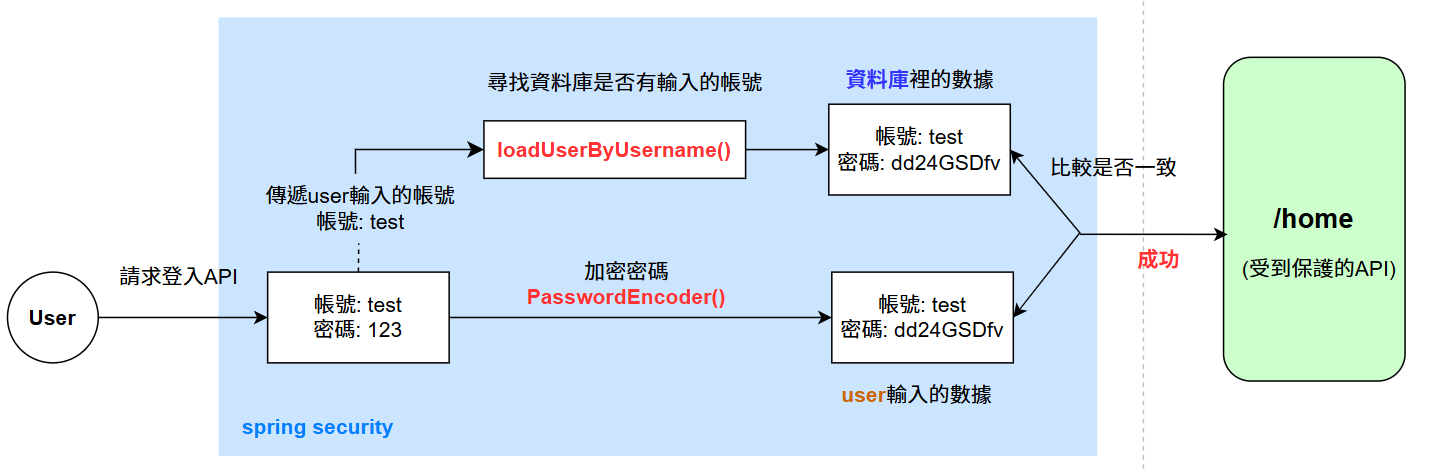 尋找資料庫是否有輸入的帳號
資料庫裡的數據
loadUserByUsername()
帳號: test
密碼: dd24GSDfv
比較是否一致
傳遞user輸入的帳號
帳號: test
/home
(受到保護的API)
成功
請求登入API
User
帳號: test
密碼: 123
加密密碼
PasswordEncoder()
帳號: test
密碼: dd24GSDfv
user輸入的數據
spring security